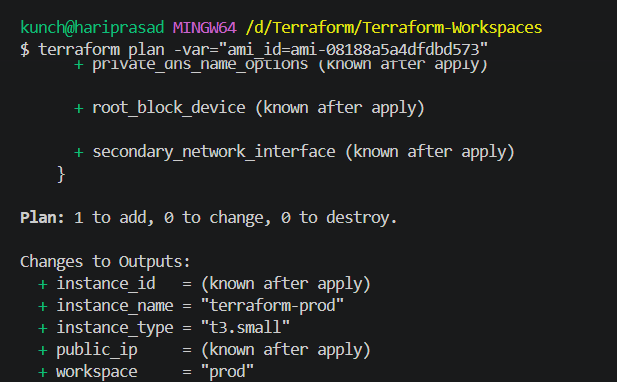 kunch@hariprasad MINGW64 /d/Terraform/Terraform-Workspaces
$ terraform plan -var="ami_id=ami-08188a5a4dfdbd573"
+ private_dns_name_options (known after apply)
+ root_block_device (known after apply)
+ secondary_network_interface (known after apply)
}
Plan: 1 to add, 0 to change, 0 to destroy.
Changes to Outputs:
+ instance_id = (known after apply)
+ instance_name = "terraform-prod"
+ instance_type = "t3.small"
+ public_ip = (known after apply)
+ workspace = "prod"